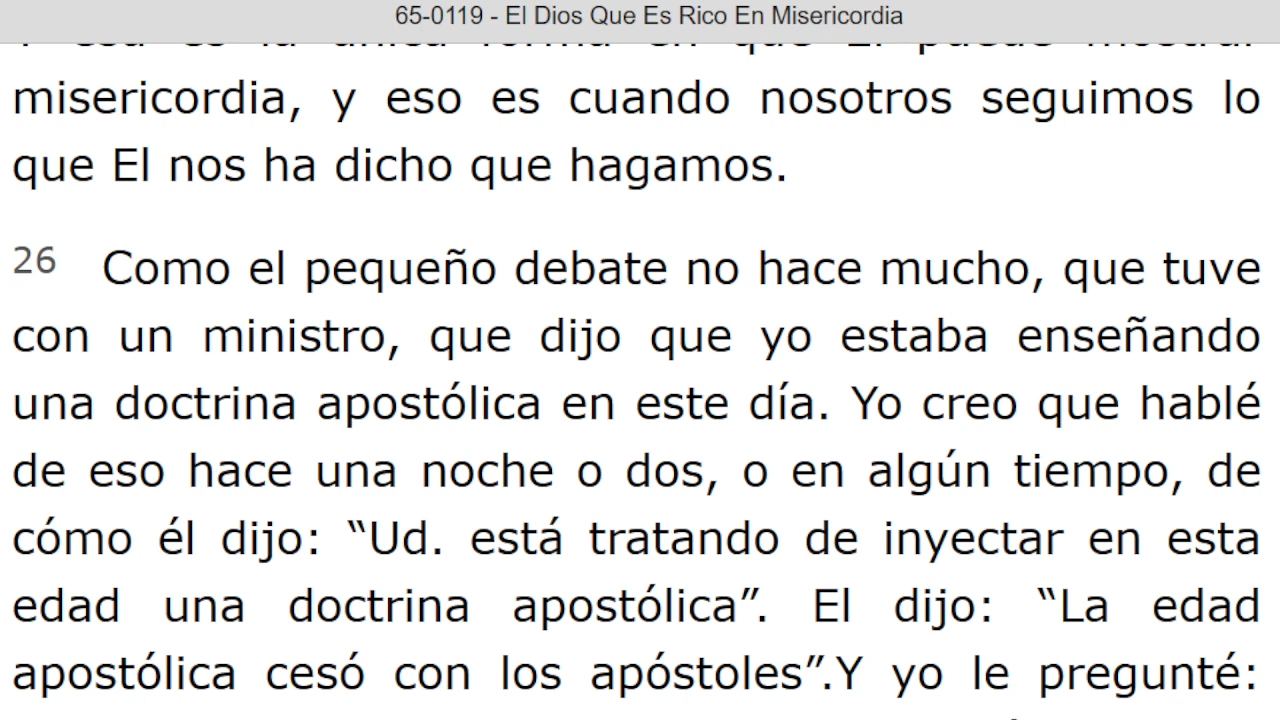 65-0119 - El Dios Que Es Rico En Misericordia
misericordia, y eso es cuando nosotros seguimos lo
que El nos ha dicho que hagamos.
26 Como el pequeño debate no hace mucho, que tuve
con un ministro, que dijo que yo estaba enseñando
una doctrina apostólica en este día. Yo creo que hablé
de eso hace una noche o dos, o en algún tiempo, de
cómo él dijo: “Ud. está tratando de inyectar en esta
edad una doctrina apostólica”. El dijo: “La edad
apostólica cesó con los apóstoles”.Y yo le pregunté: